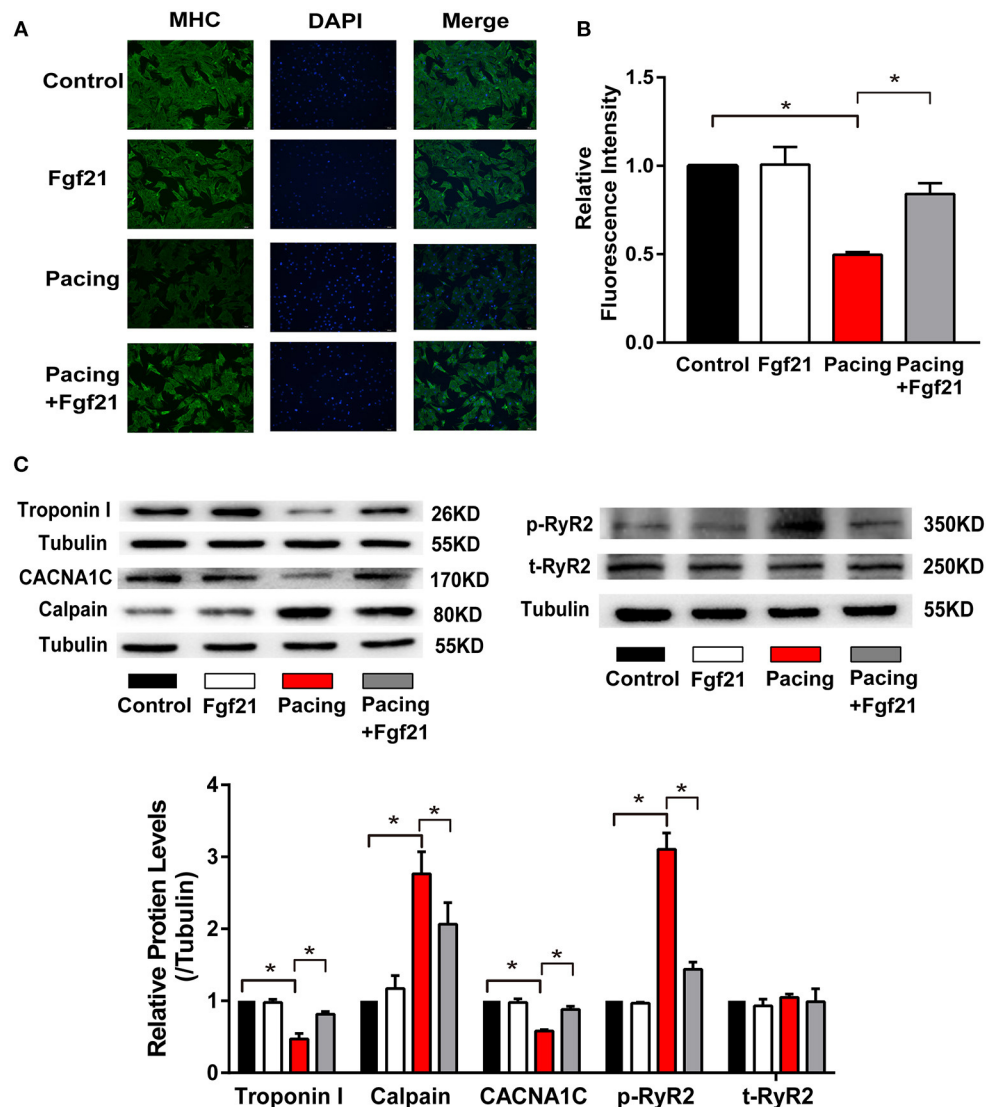 A
MHC DAPI Merge
Control
Fgf21
Pacing
Pacing
+Fgf21
B
Relative
Fluorescence Intensity
1.5
1.0
0.5
0.0
*
*
Control Fgf21 Pacing Pacing
+Fgf21
C
Troponin I 26KD
Tubulin 55KD
CACNA1C 170KD
Calpain 80KD
Tubulin 55KD
Control Fgf21 Pacing Pacing
+Fgf21
p-RyR2 350KD
t-RyR2 250KD
Tubulin 55KD
Control Fgf21 Pacing Pacing
+Fgf21
Relative Protien Levels
(/Tubulin)
4
3
2
1
0
* * * * * * * *
Troponin I Calpain CACNA1C p-RyR2 t-RyR2